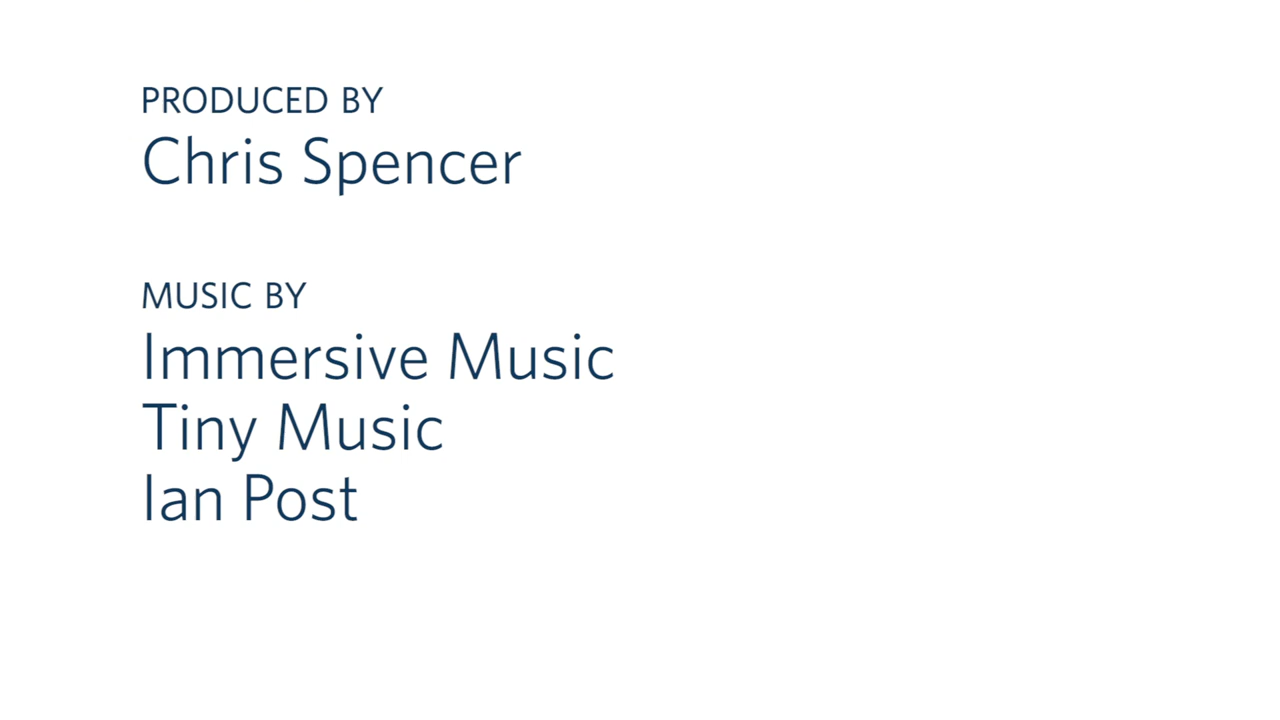 PRODUCED BY
Chris Spencer
MUSIC BY
Immersive Music
Tiny Music
Ian Post